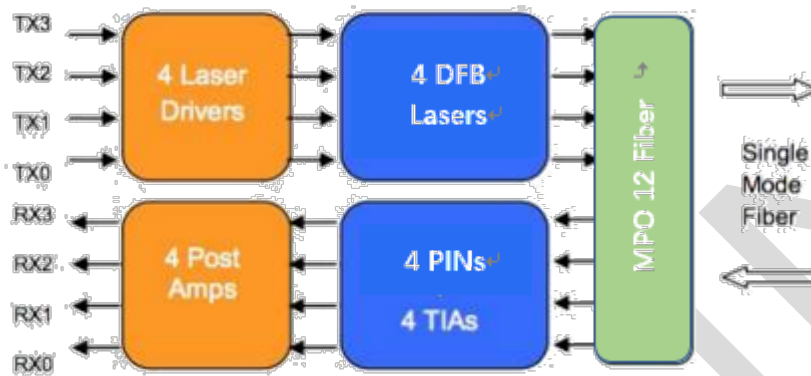 TX3
TX2
TX1
TX0
RX3
RX2
RX1
RX0
4 Laser
Drivers
4 DFB
Lasers
4 Post
Amps
4 PINs
4 TIAs
MPO 12 Fiber
Single
Mode
Fiber